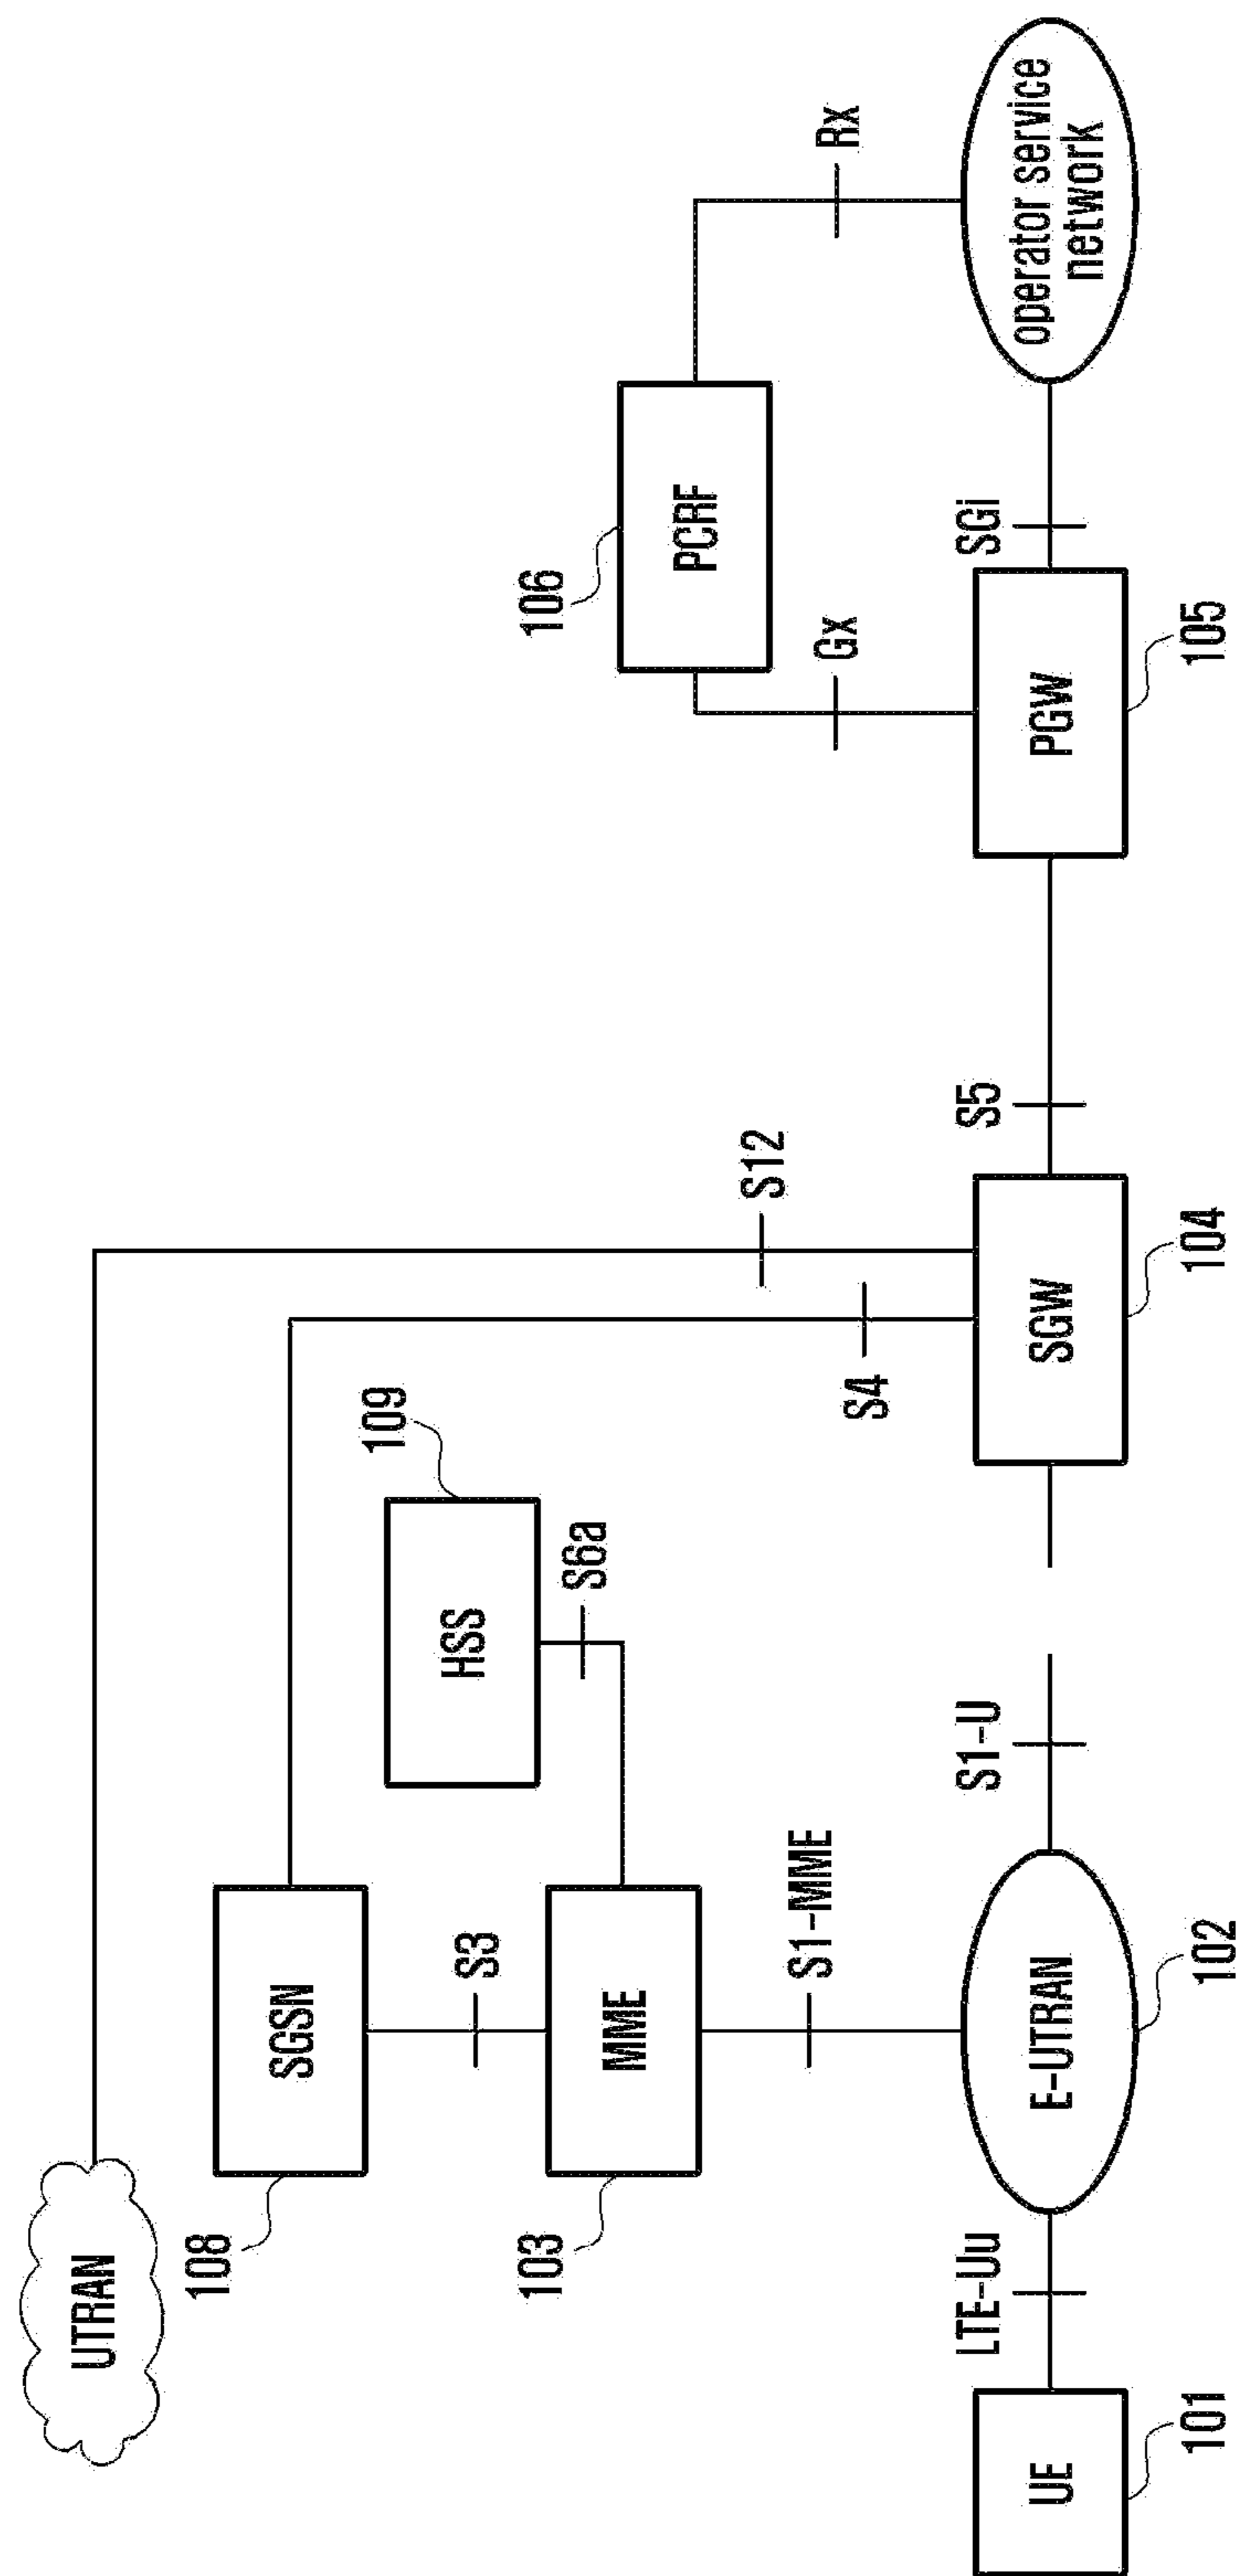 UTRAN
108
SGSN
109
HSS
S3
S6a
103
MME
S12
106
PCRF
S1-MME
S4
Gx
Rx
LTE-Uu
S1-U
S5
SGi
UE
E-UTRAN
SGW
PGW
operator service
network
101
102
104
105